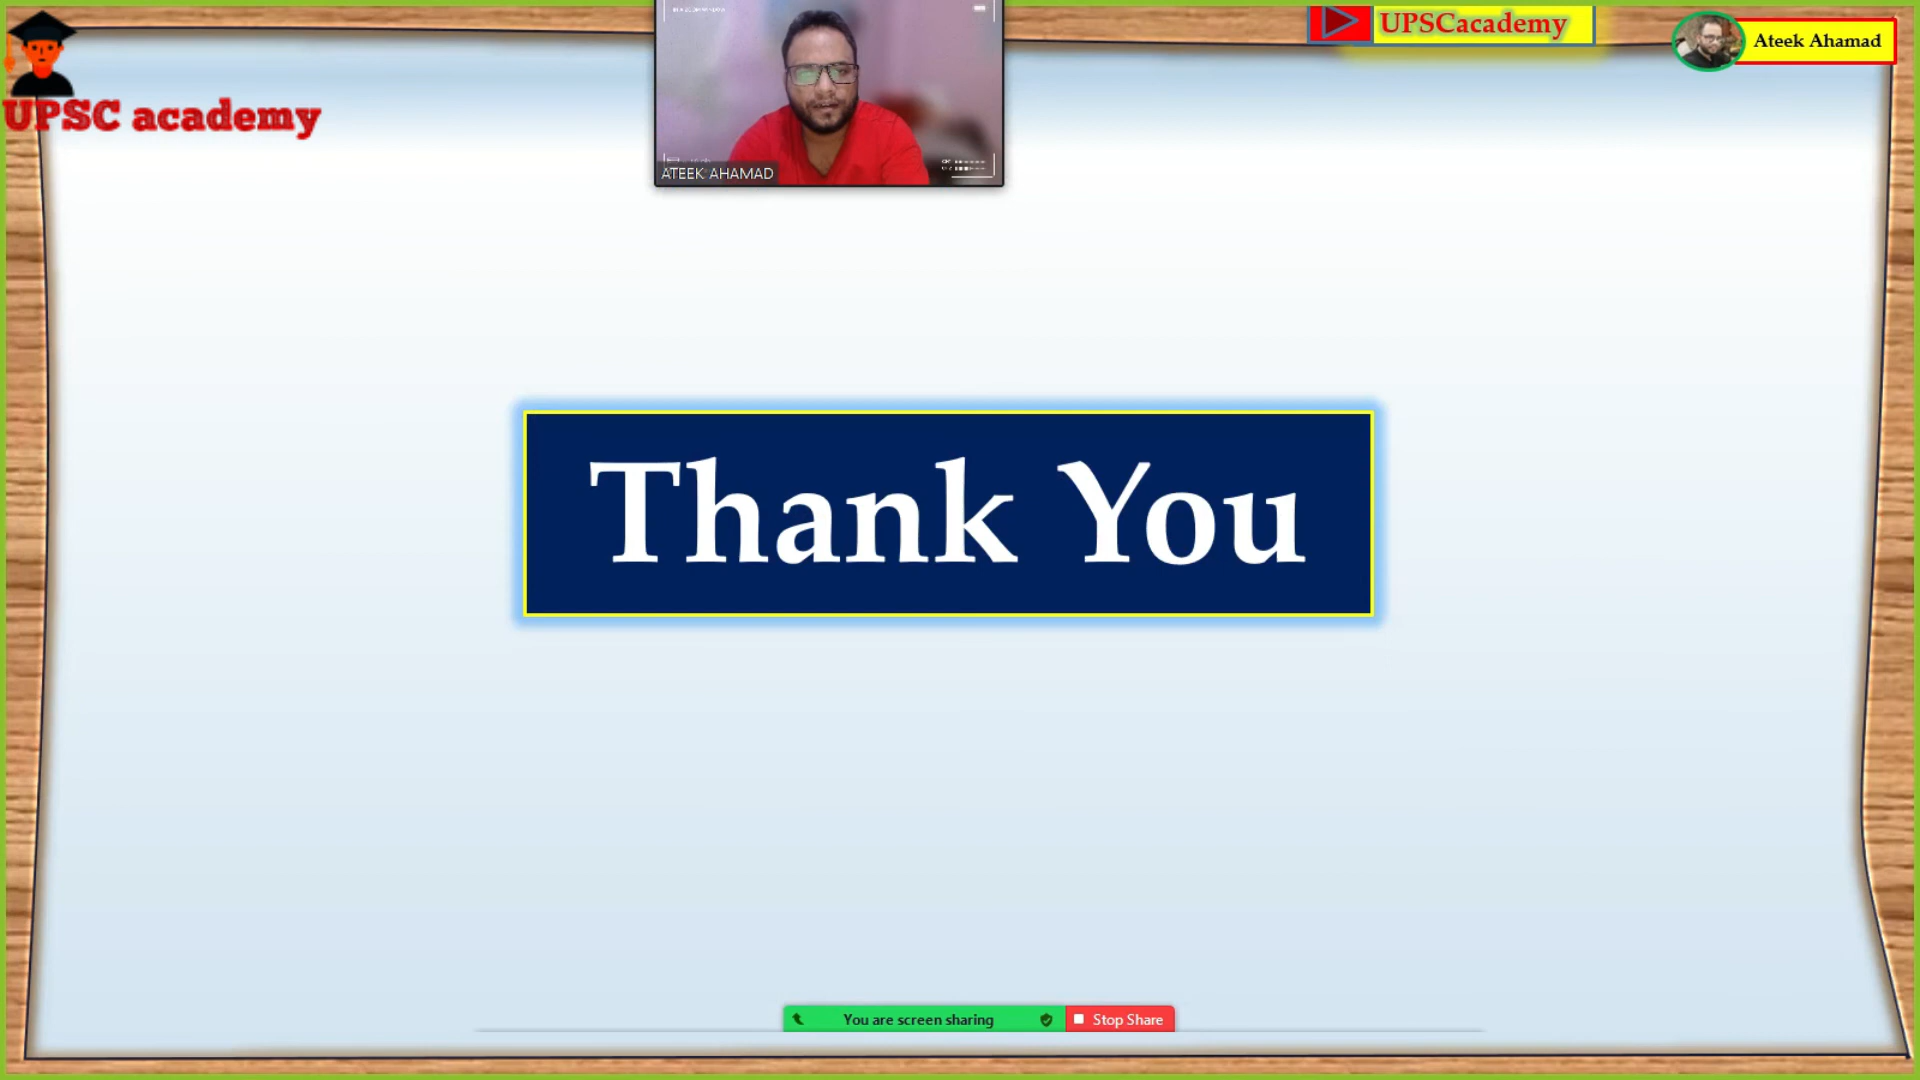 UPSCacademy
Ateek Ahamad
UPSC academy
ATEEK AHAMAD
Thank You
You are screen sharing
Stop Share